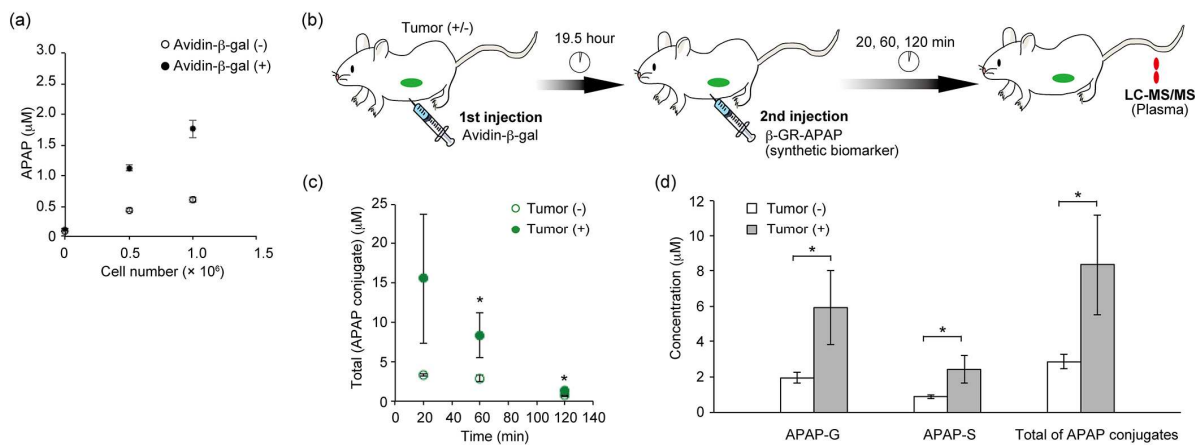 (a)
Avidin-β-gal (-)
Avidin-β-gal (+)
APAP (μM)
3.0
2.5
2.0
1.5
1.0
0.5
0
0 0.5 1.0 1.5
Cell number (× 10⁶)
(b)
Tumor (+/-)
19.5 hour
20, 60, 120 min
1st injection
Avidin-β-gal
2nd injection
β-GR-APAP
(synthetic biomarker)
LC-MS/MS
(Plasma)
(c)
Tumor (-)
Tumor (+)
Total (APAP conjugate) (μM)
25
20
15
10
5
0
*
*
0 20 40 60 80 100 120 140
Time (min)
(d)
Tumor (-)
Tumor (+)
Concentration (μM)
12
10
8
6
4
2
0
*
*
*
APAP-G APAP-S Total of APAP conjugates